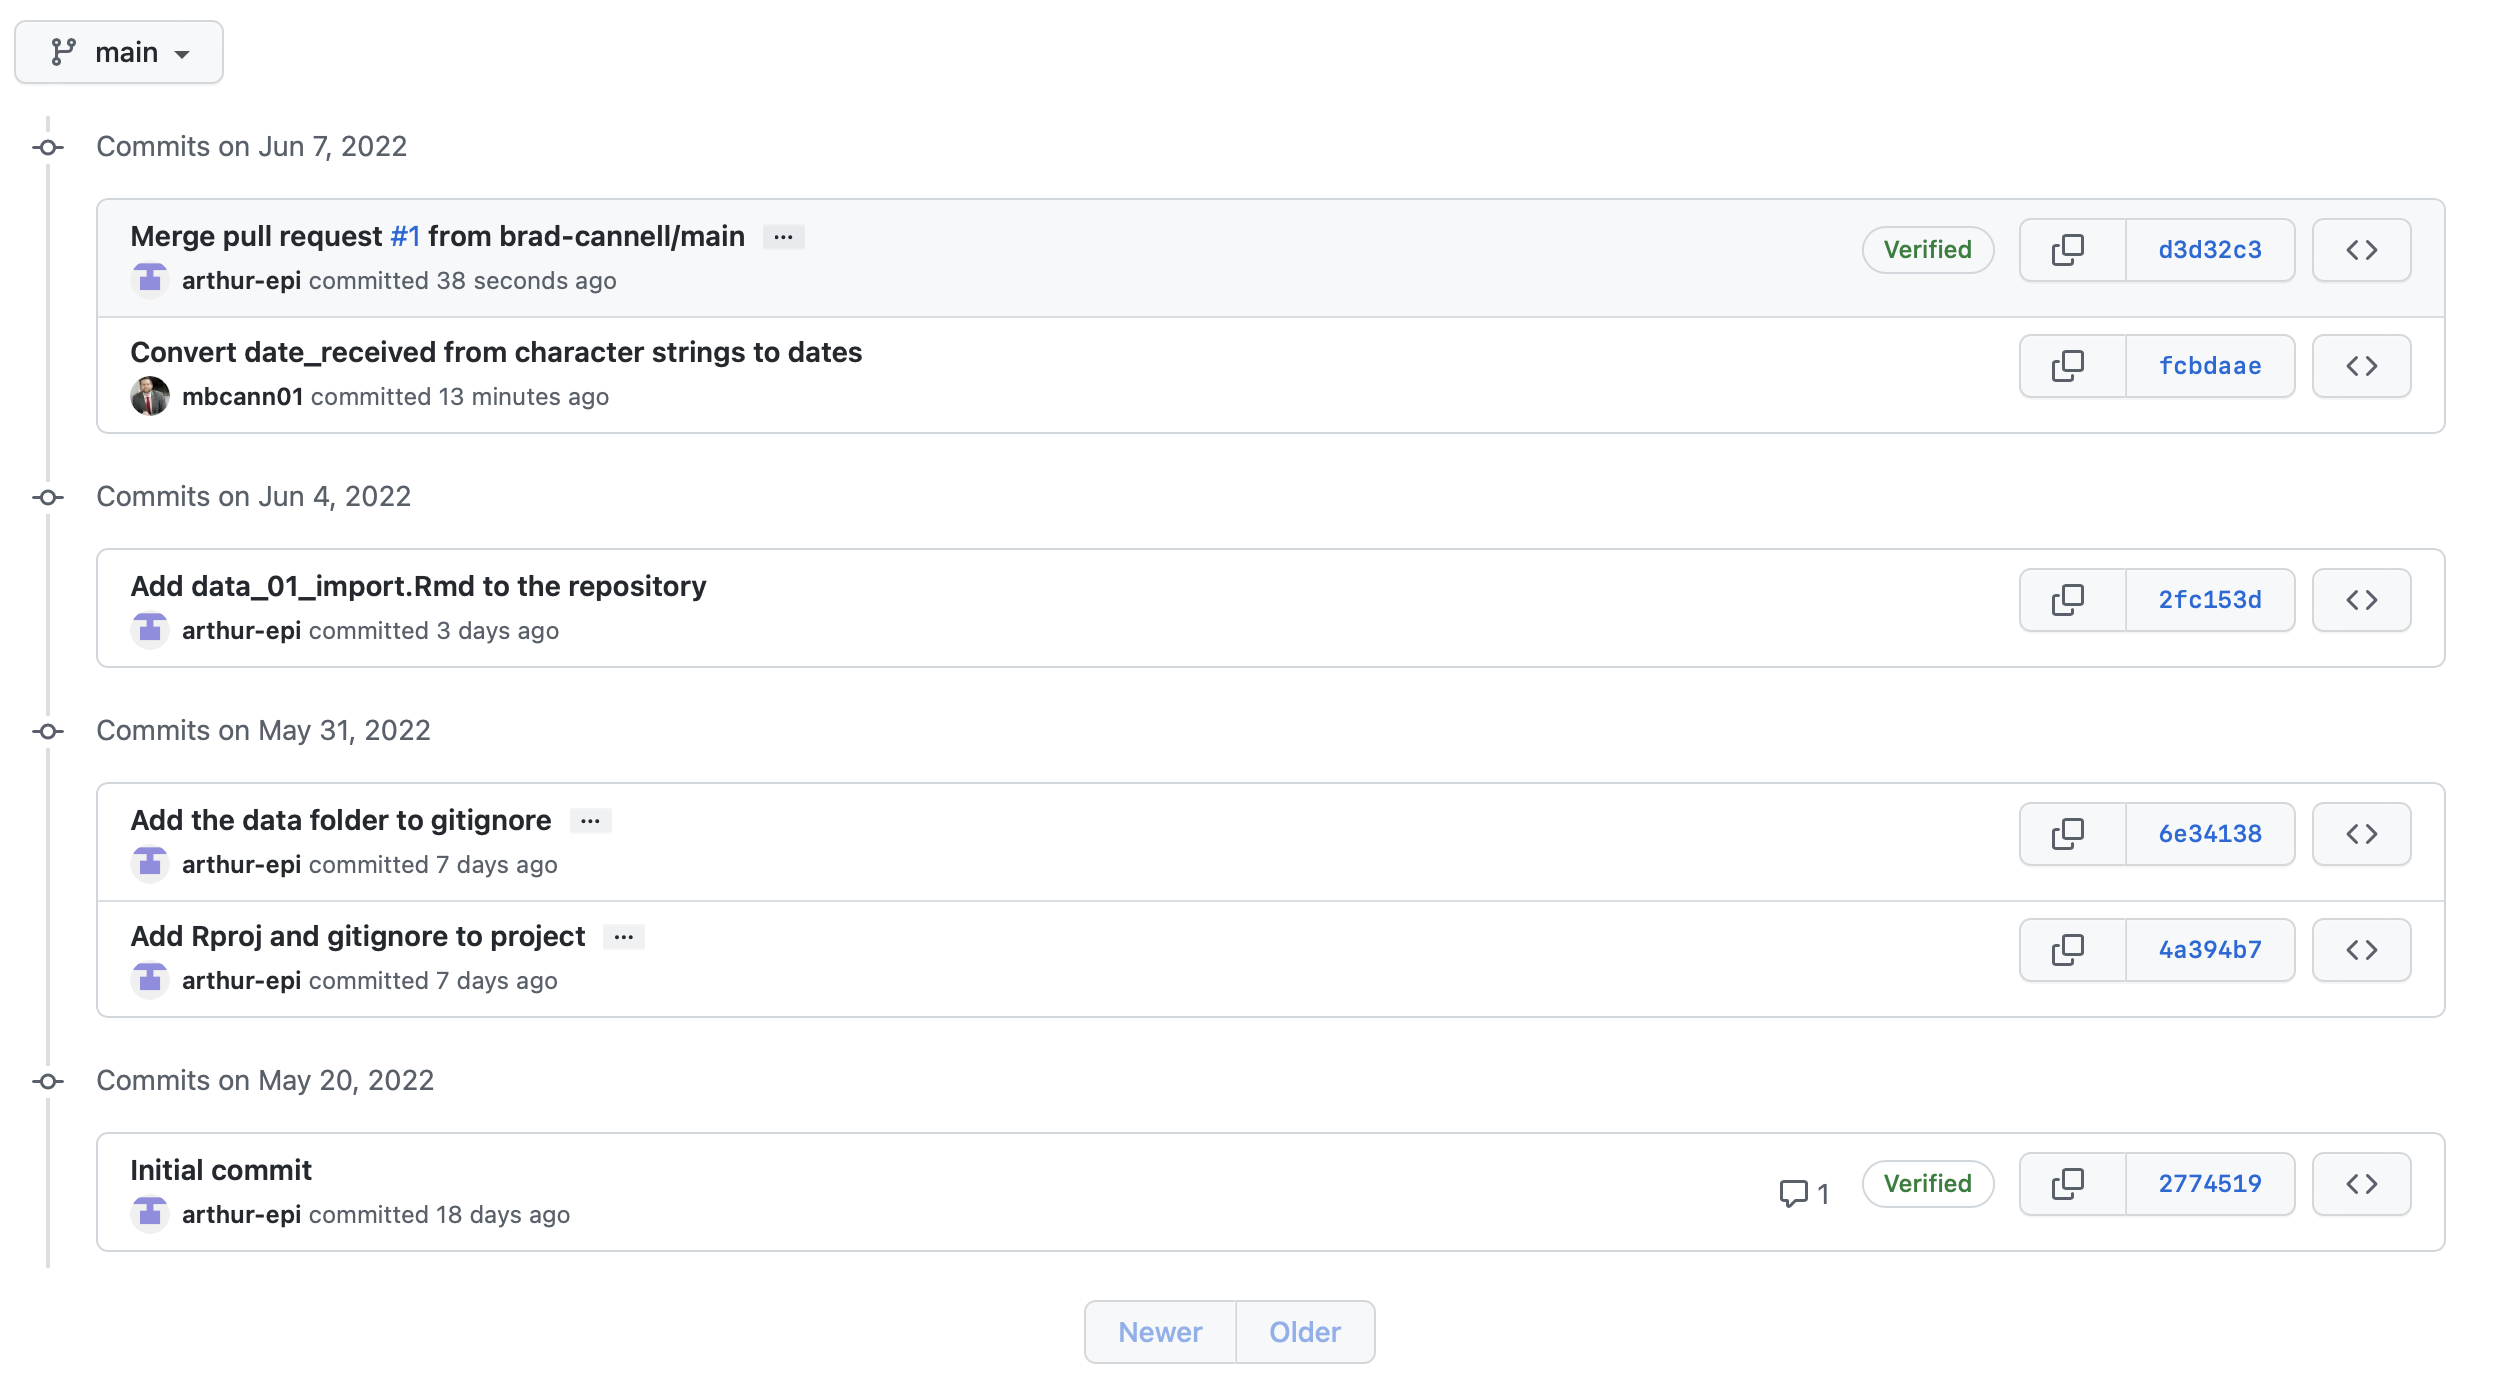 main
Commits on Jun 7, 2022
Merge pull request #1 from brad-cannell/main ...
Verified
d3d32c3
arthur-epi committed 38 seconds ago
Convert date_received from character strings to dates
fcbdaae
mbcann01 committed 13 minutes ago
Commits on Jun 4, 2022
Add data_01_import.Rmd to the repository
2fc153d
arthur-epi committed 3 days ago
Commits on May 31, 2022
Add the data folder to gitignore ...
6e34138
arthur-epi committed 7 days ago
Add Rproj and gitignore to project ...
4a394b7
arthur-epi committed 7 days ago
Commits on May 20, 2022
Initial commit
1
Verified
2774519
arthur-epi committed 18 days ago
Newer Older